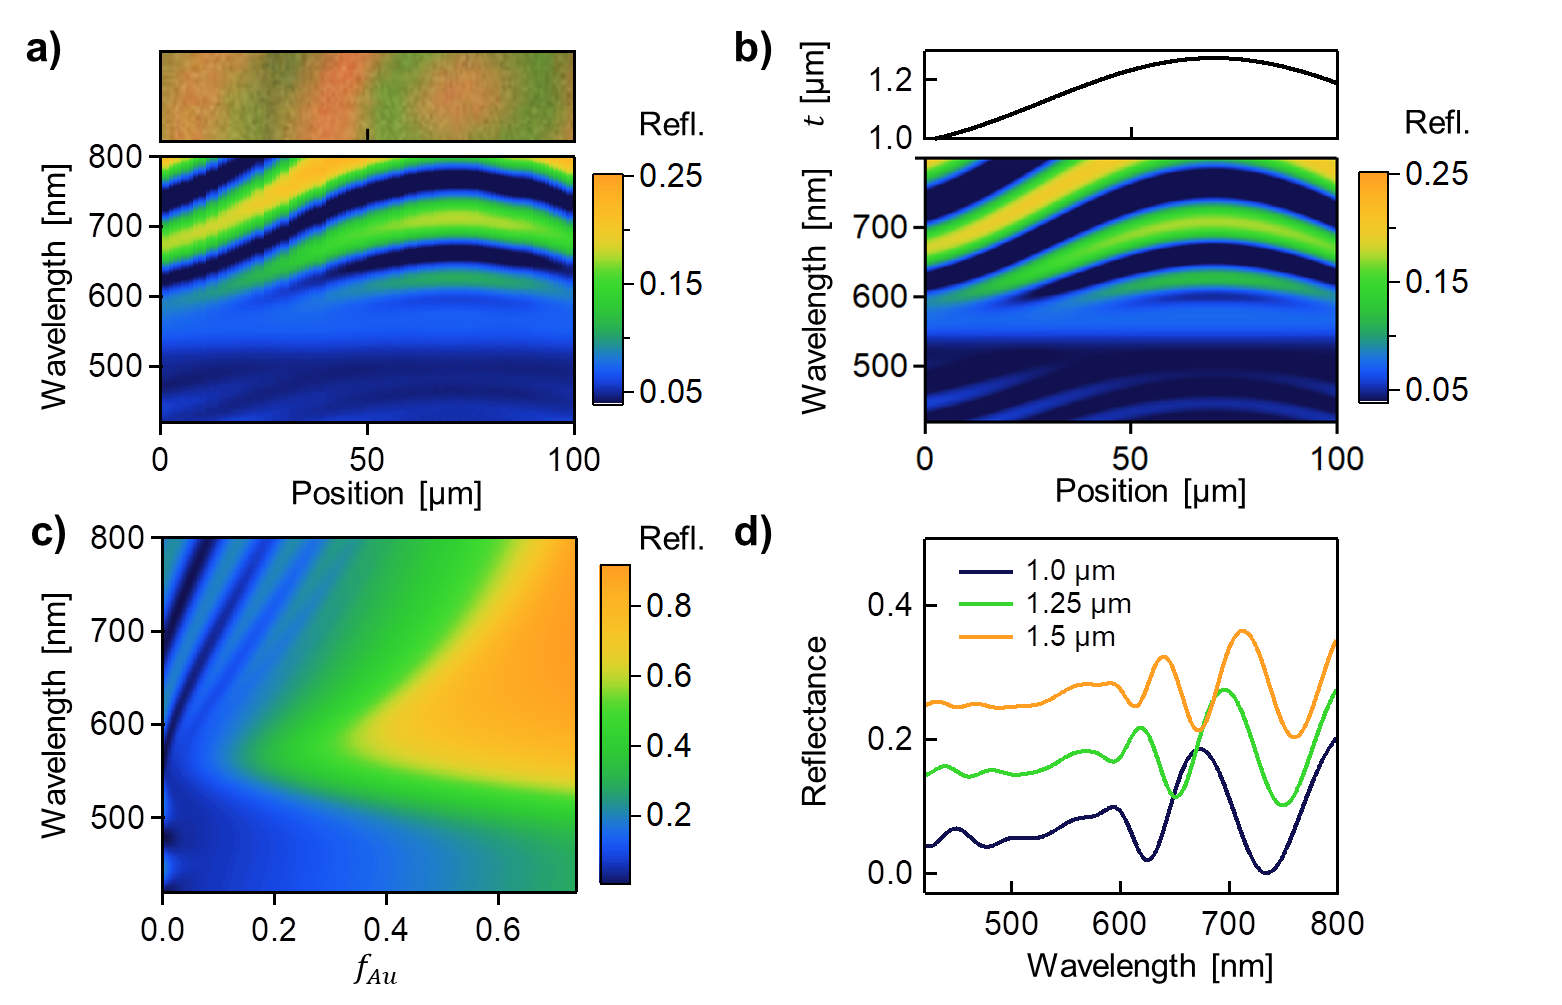 a)
Refl.
800
700
600
500
Wavelength [nm]
0.25
0.15
0.05
0
50
100
Position [µm]
b)
t [µm]
1.2
1.0
Refl.
700
600
500
Wavelength [nm]
0.25
0.15
0.05
0
50
100
Position [µm]
c)
Refl.
800
700
600
500
Wavelength [nm]
0.8
0.6
0.4
0.2
0.0
0.2
0.4
0.6
fAu
d)
1.0 µm
1.25 µm
1.5 µm
0.4
0.2
0.0
Reflectance
500
600
700
800
Wavelength [nm]